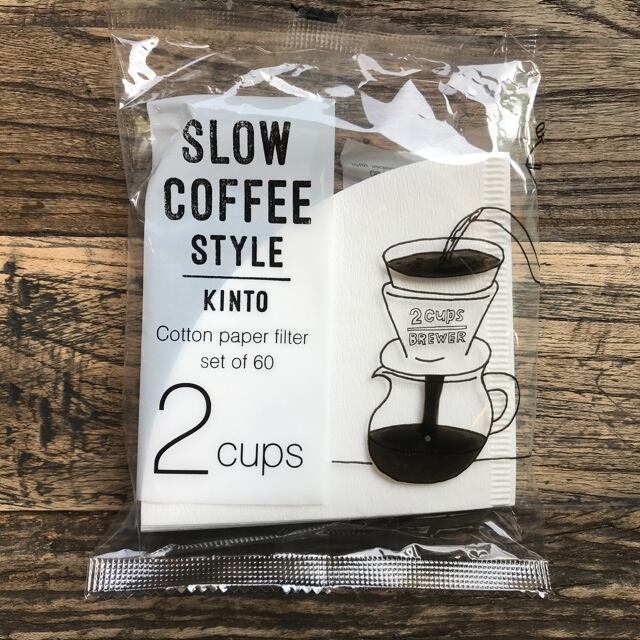 SLOW
COFFEE
STYLE
KINTO
Cotton paper filter
set of 60
2 cups
2 cups
BREWER